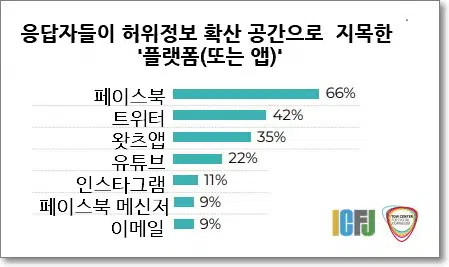 응답자들이 허위정보 확산 공간으로 지목한
'플랫폼(또는 앱)'
페이스북 66%
트위터 42%
왓츠앱 35%
유튜브 22%
인스타그램 11%
페이스북 메신저 9%
이메일 9%
ICFJ
TOW CENTER